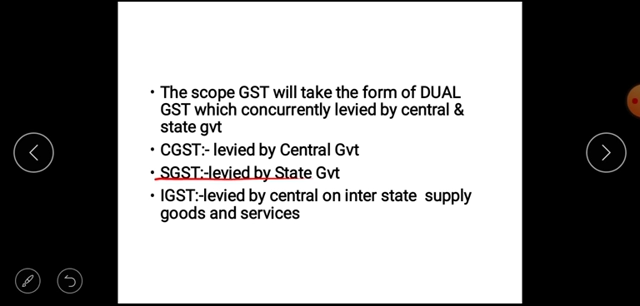 • The scope GST will take the form of DUAL
GST which concurrently levied by central &
state gvt
• CGST:- levied by Central Gvt
• SGST:-levied by State Gvt
• IGST:-levied by central on inter state supply
goods and services